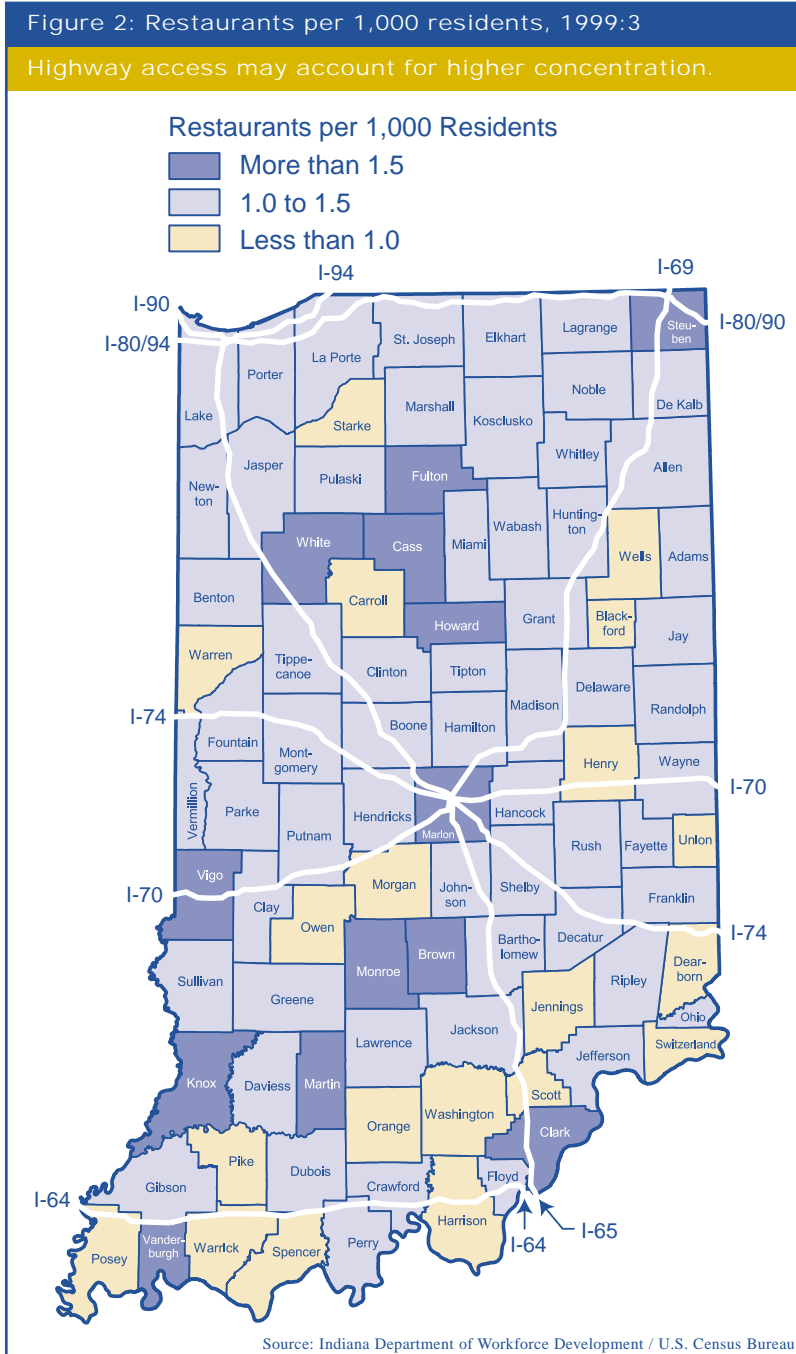 Figure 2: Restaurants per 1,000 residents, 1999:3
Highway access may account for higher concentration.
Restaurants per 1,000 Residents
More than 1.5
1.0 to 1.5
Less than 1.0
I-94
I-69
I-90
I-80/94
I-80/90
St. Joseph
Elkhart
Lagrange
Steu-
ben
La Porte
Porter
Lake
Noble
De Kalb
Marshall
Starke
Kosclusko
Whitley
Allen
Jasper
New-
ton
Pulaski
Fulton
Miami
Wabash
Hunting-
ton
White
Cass
Wells
Adams
Benton
Carroll
Howard
Grant
Black-
ford
Jay
Warren
Tippe-
canoe
Clinton
Tipton
Madison
Delaware
Randolph
I-74
Fountain
Mont-
gomery
Boone
Hamilton
Henry
Wayne
I-70
Vermillion
Parke
Putnam
Hendricks
Marlon
Hancock
Rush
Fayette
Unlon
Vigo
I-70
Clay
Owen
Morgan
John-
son
Shelby
Franklin
I-74
Sullivan
Greene
Monroe
Brown
Bartho-
lomew
Decatur
Ripley
Dear-
born
Jennings
Ohio
Switzerland
Jackson
Lawrence
Jefferson
Knox
Daviess
Martin
Orange
Washington
Scott
Clark
Gibson
Pike
Dubois
Crawford
Floyd
Harrison
I-64
I-65
I-64
Posey
Vander-
burgh
Warrick
Spencer
Perry
Source: Indiana Department of Workforce Development / U.S. Census Bureau